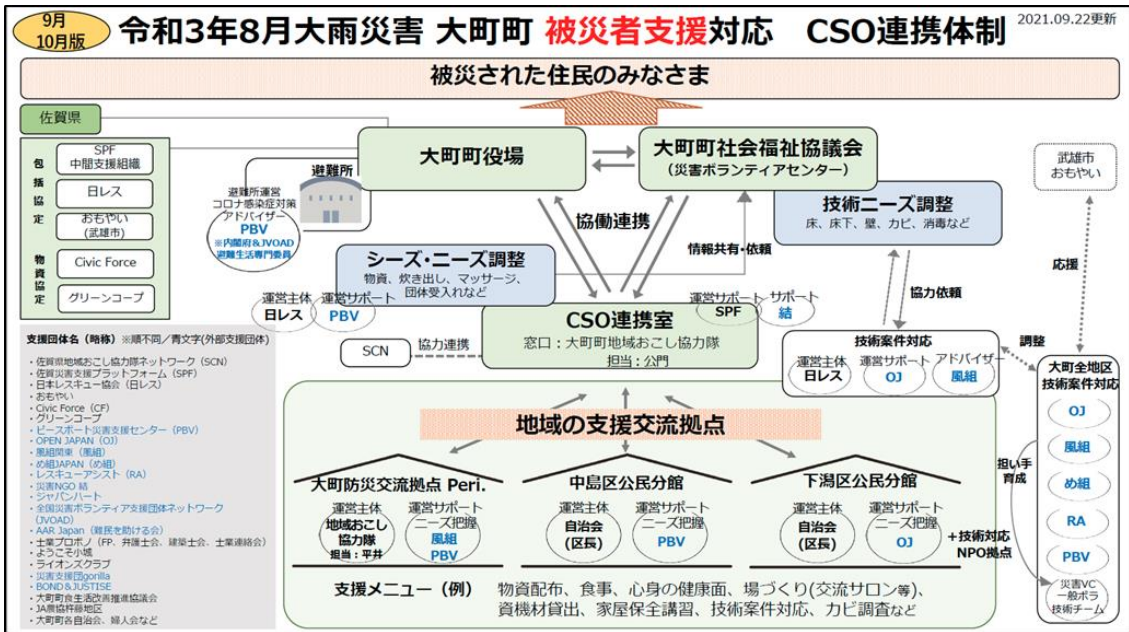 9月
10月版
令和3年8月大雨災害 大町町 被災者支援対応 CSO連携体制
2021.09.22更新
被災された住民のみなさま
佐賀県
包括協定
SPF
中間支援組織
日レス
おもやい
(武雄市)
物資協定
Civic Force
グリーンコープ
大町町役場
大町町社会福祉協議会
(災害ボランティアセンター)
避難所
避難所運営
コロナ感染症対策
アドバイザー
PBV
※内閣府&JVOAD
避難生活専門委員
協働連携
技術ニーズ調整
床、床下、壁、カビ、消毒など
情報共有・依頼
シーズ・ニーズ調整
物資、炊き出し、マッサージ、
団体受入れなど
運営主体
日レス
運営サポート
PBV
CSO連携室
窓口:大町町地域おこし協力隊
担当:公門
運営サポート
SPF
サポート
結
SCN
協力連携
協力依頼
技術案件対応
運営主体
日レス
運営サポート
OJ
アドバイザー
風組
武雄市
おもやい
応援
調整
大町全地区
技術案件対応
OJ
風組
め組
RA
PBV
災害VC
一般ボラ
技術チーム
担い手
育成
支援団体名(略称)※順不同/青文字(外部支援団体)
・佐賀県地域おこし協力隊ネットワーク(SCN)
・佐賀災害支援プラットフォーム(SPF)
・日本レスキュー協会(日レス)
・おもやい
・Civic Force(CF)
・グリーンコープ
・ピースボート災害支援センター(PBV)
・OPEN JAPAN(OJ)
・風組関東(風組)
・め組JAPAN(め組)
・レスキューアシスト(RA)
・災害NGO 結
・ジャパンハート
・全国災害ボランティア支援団体ネットワーク
(JVOAD)
・AAR Japan(難民を助ける会)
・士業プロボノ(FP、弁護士会、建築士会、士業連絡会)
・ようこそ小城
・ライオンズクラブ
・災害支援団gorilla
・BOND&JUSTISE
・大町町食生活改善推進協議会
・JA農協杵藤地区
・大町町各自治会、婦人会など
地域の支援交流拠点
大町防災交流拠点 Peri.
運営主体
地域おこし
協力隊
担当:平井
運営サポート
ニーズ把握
風組
PBV
中島区公民分館
運営主体
自治会
(区長)
運営サポート
ニーズ把握
PBV
下潟区公民分館
運営主体
自治会
(区長)
運営サポート
ニーズ把握
OJ
+技術対応
NPO拠点
支援メニュー(例)
物資配布、食事、心身の健康面、場づくり(交流サロン等)、
資機材貸出、家屋保全講習、技術案件対応、カビ調査など